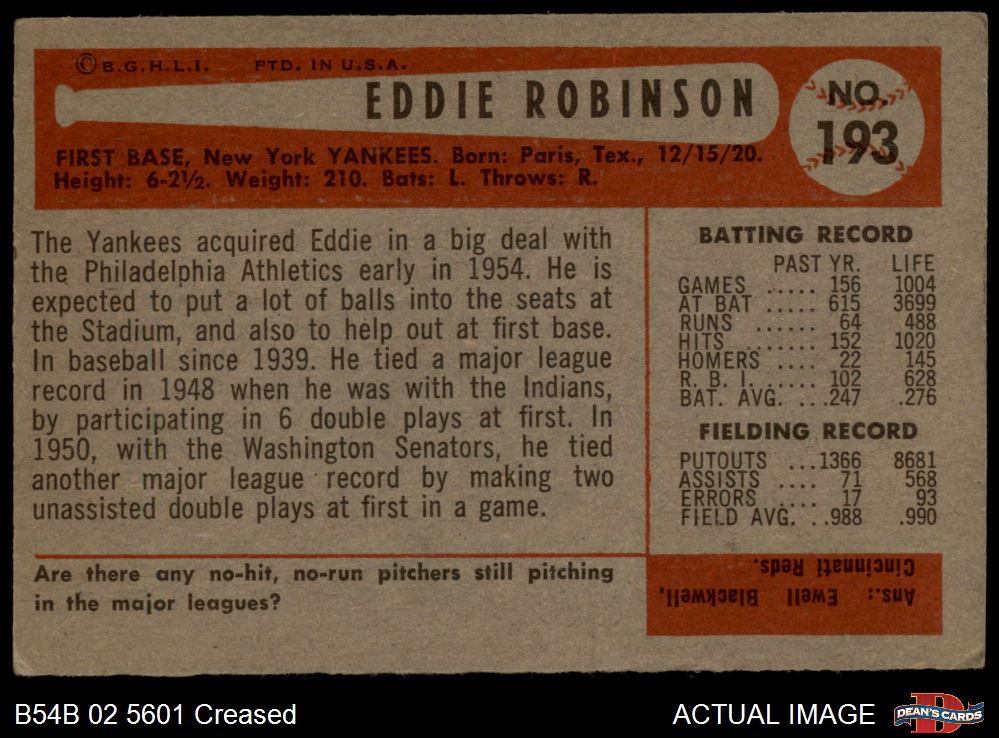 © B.G.H.L.I. PTD. IN U.S.A.
EDDIE ROBINSON
NO.
193
FIRST BASE, New York YANKEES. Born: Paris, Tex., 12/15/20.
Height: 6-2½. Weight: 210. Bats: L. Throws: R.
The Yankees acquired Eddie in a big deal with
the Philadelphia Athletics early in 1954. He is
expected to put a lot of balls into the seats at
the Stadium, and also to help out at first base.
In baseball since 1939. He tied a major league
record in 1948 when he was with the Indians,
by participating in 6 double plays at first. In
1950, with the Washington Senators, he tied
another major league record by making two
unassisted double plays at first in a game.
BATTING RECORD
PAST YR. LIFE
GAMES ..... 156 1004
AT BAT ..... 615 3699
RUNS ...... 64 488
HITS ....... 152 1020
HOMERS .... 22 145
R. B. I. ..... 102 628
BAT. AVG. ...247 .276
FIELDING RECORD
PUTOUTS ...1366 8681
ASSISTS .... 71 568
ERRORS ..... 17 93
FIELD AVG. ..988 .990
Are there any no-hit, no-run pitchers still pitching
in the major leagues?
Ans.: Ewell Blackwell,
Cincinnati Reds.
B54B 02 5601 Creased
ACTUAL IMAGE
DEAN'S CARDS